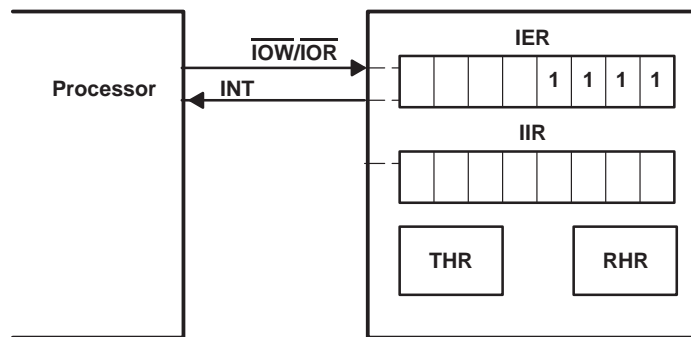 IOW/IOR
IER
1 1 1 1
Processor
INT
IIR
THR
RHR